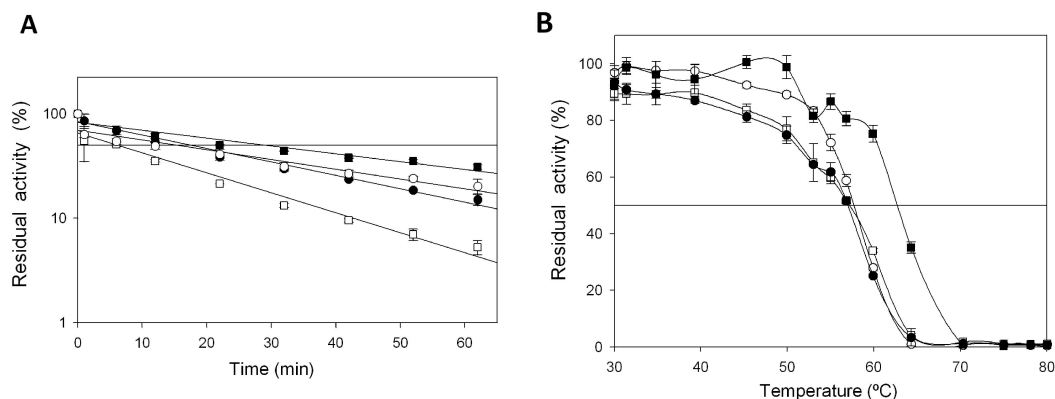 A
Residual activity (%)
100
10
1
0 10 20 30 40 50 60
Time (min)
B
Residual activity (%)
100
80
60
40
20
0
30 40 50 60 70 80
Temperature (ºC)